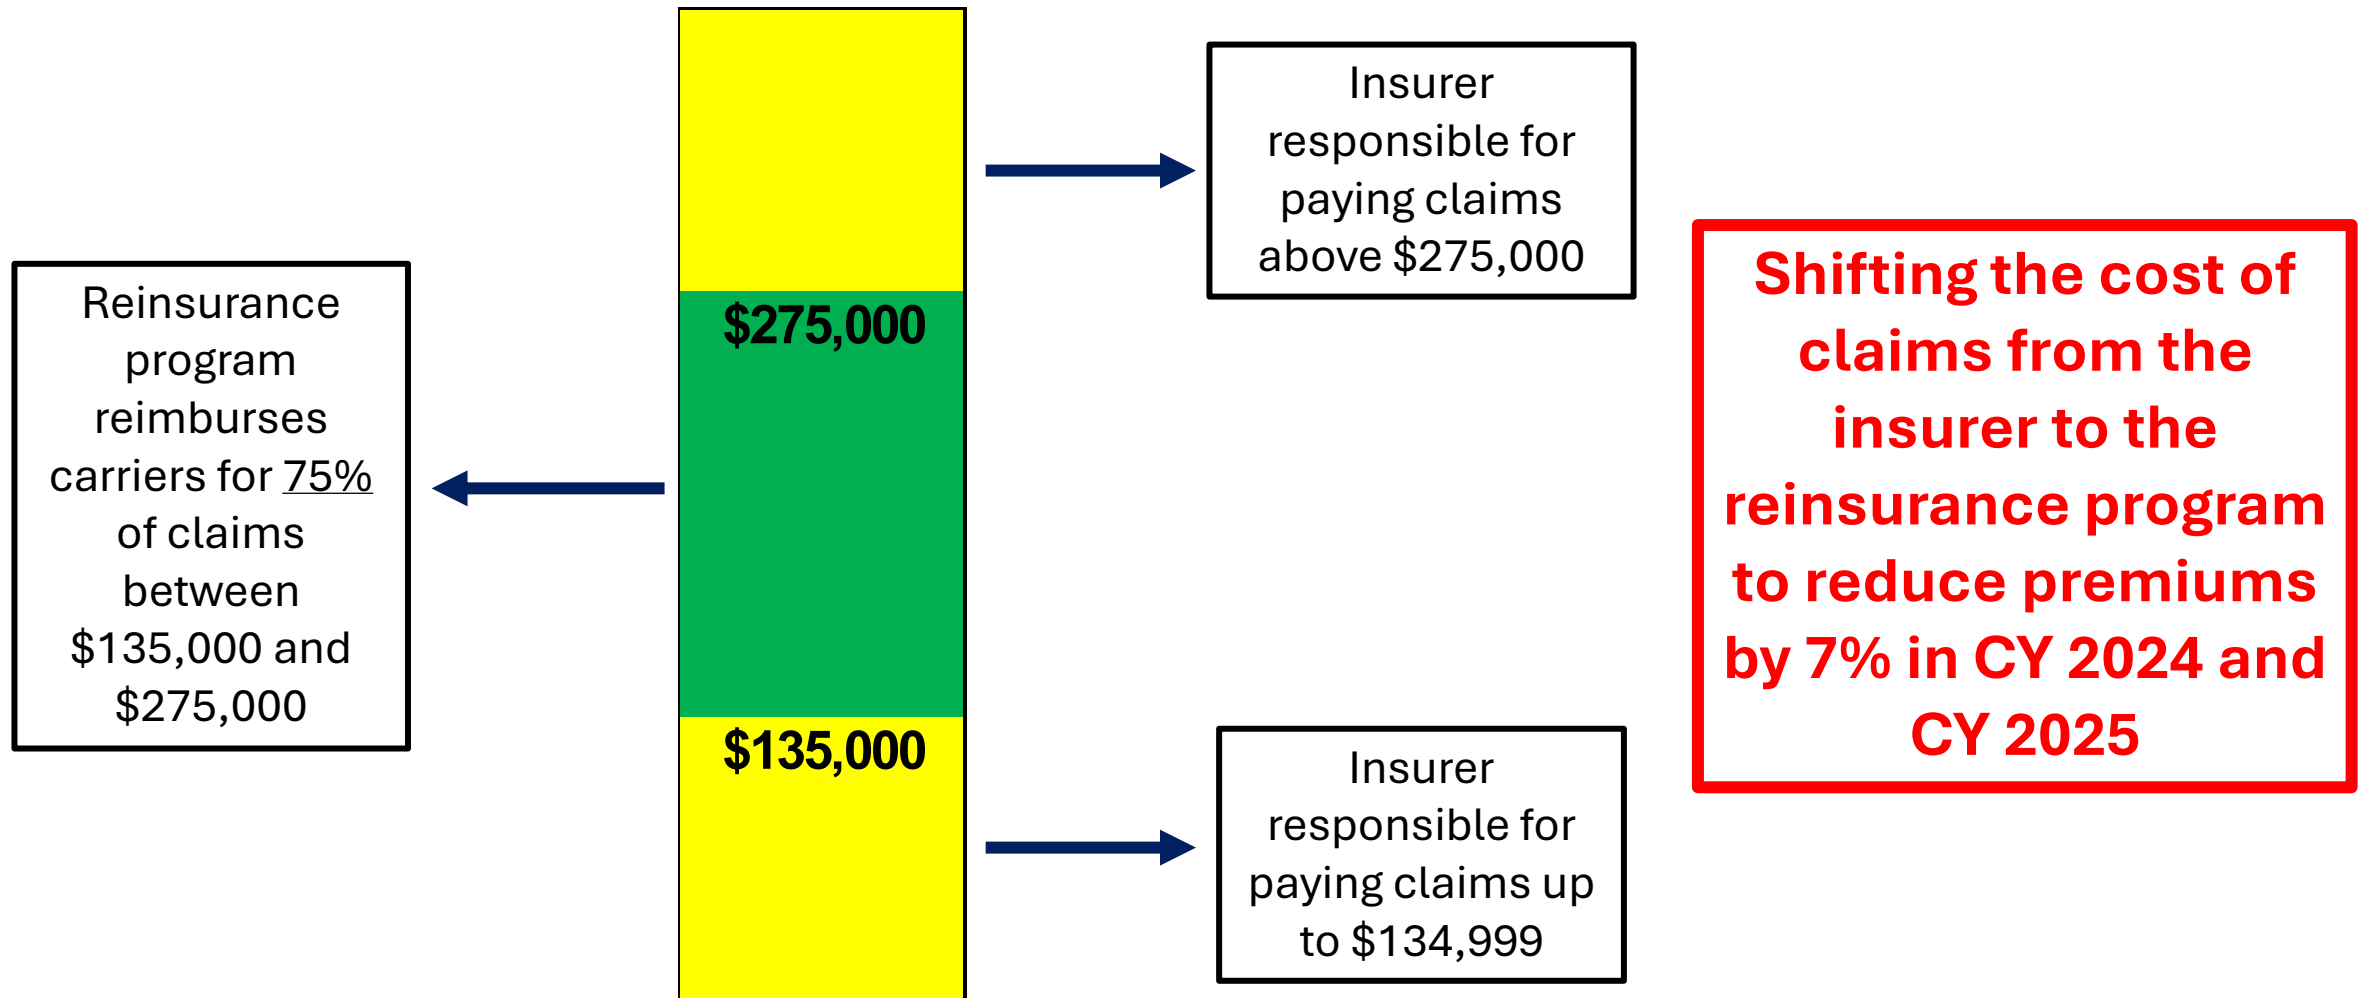 Reinsurance
program
reimburses
carriers for 75%
of claims
between
$135,000 and
$275,000
$275,000
$135,000
Insurer
responsible for
paying claims
above $275,000
Insurer
responsible for
paying claims up
to $134,999
Shifting the cost of
claims from the
insurer to the
reinsurance program
to reduce premiums
by 7% in CY 2024 and
CY 2025